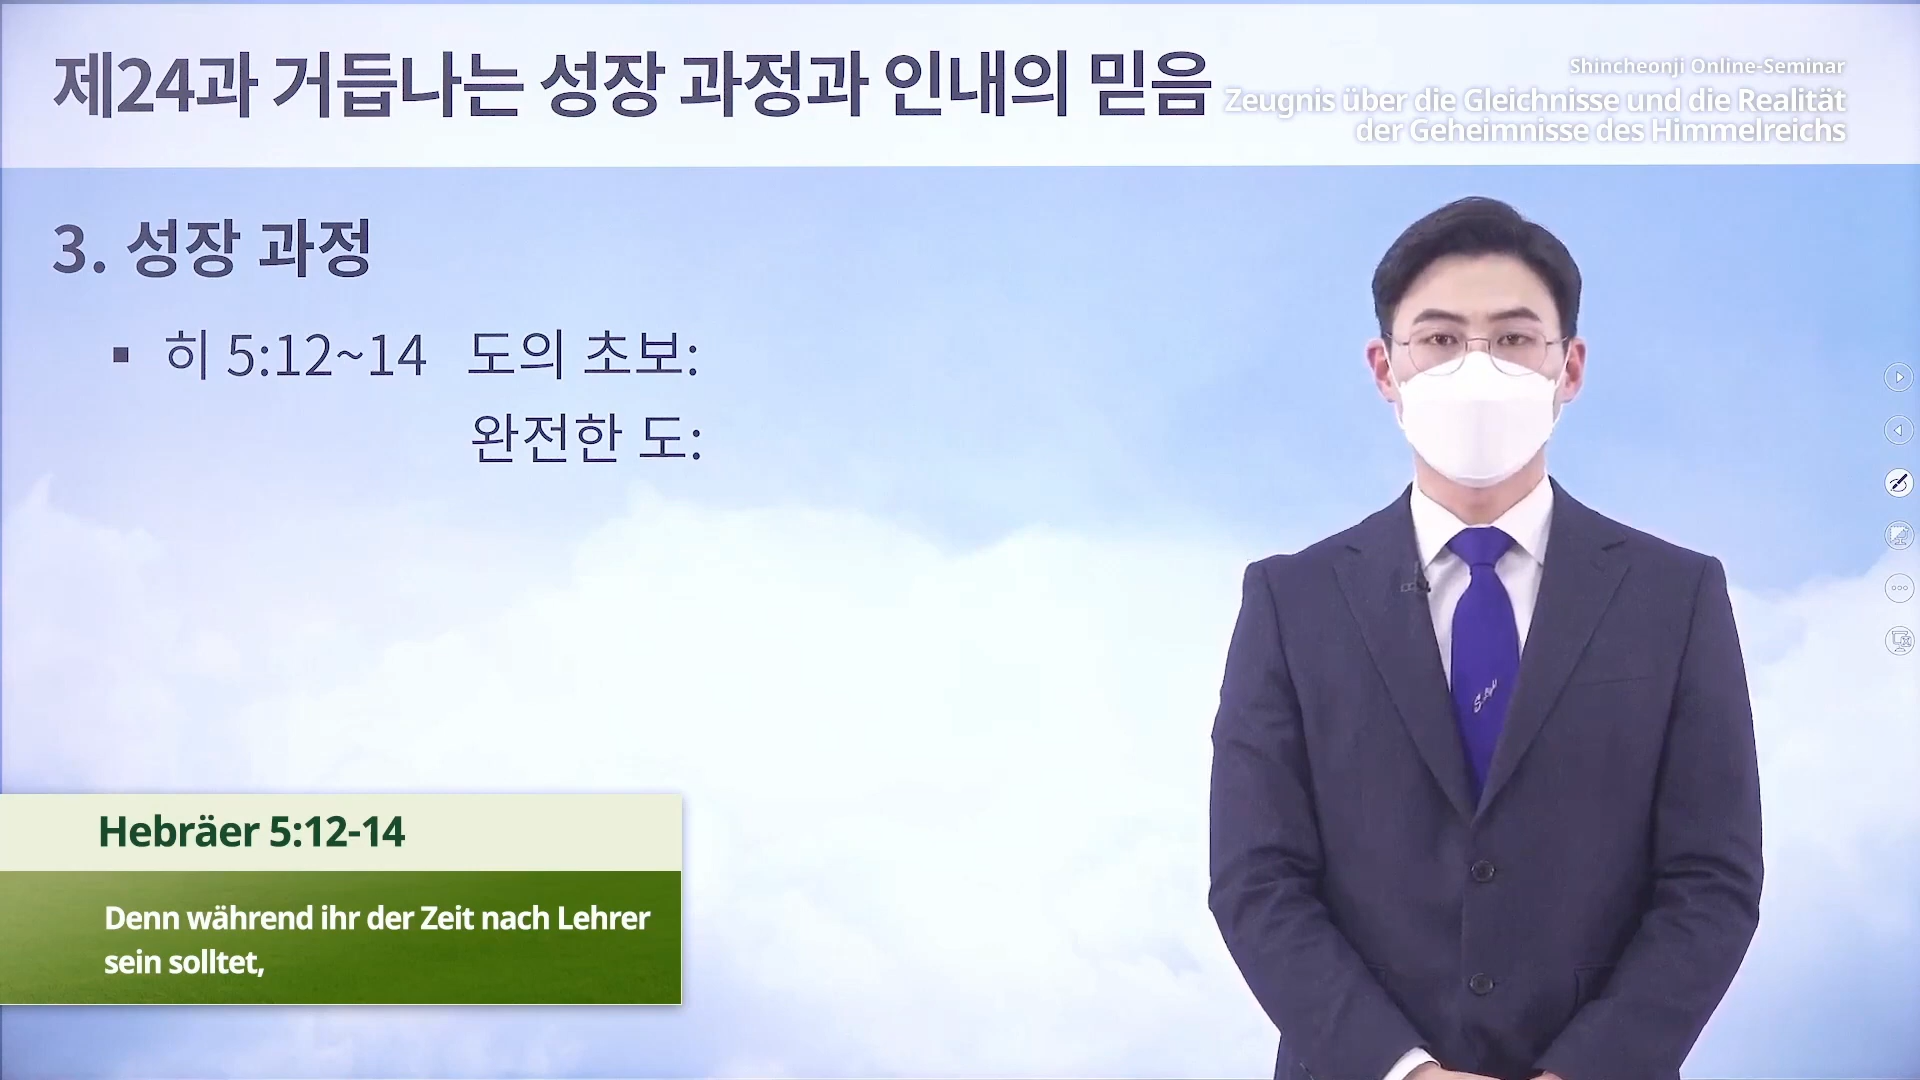 제24과 거듭나는 성장 과정과 인내의 믿음
Shincheonji Online-Seminar
Zeugnis über die Gleichnisse und die Realität
der Geheimnisse des Himmelreichs
3. 성장 과정
▪ 히 5:12~14 도의 초보:
완전한 도:
Hebräer 5:12-14
Denn während ihr der Zeit nach Lehrer
sein solltet,